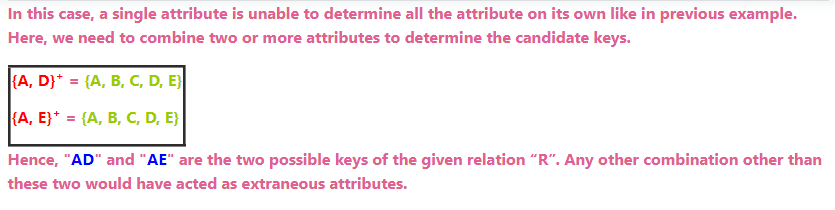 In this case, a single attribute is unable to determine all the attribute on its own like in previous example.
Here, we need to combine two or more attributes to determine the candidate keys.
{A, D}⁺ = {A, B, C, D, E}
{A, E}⁺ = {A, B, C, D, E}
Hence, "AD" and "AE" are the two possible keys of the given relation “R”. Any other combination other than
these two would have acted as extraneous attributes.